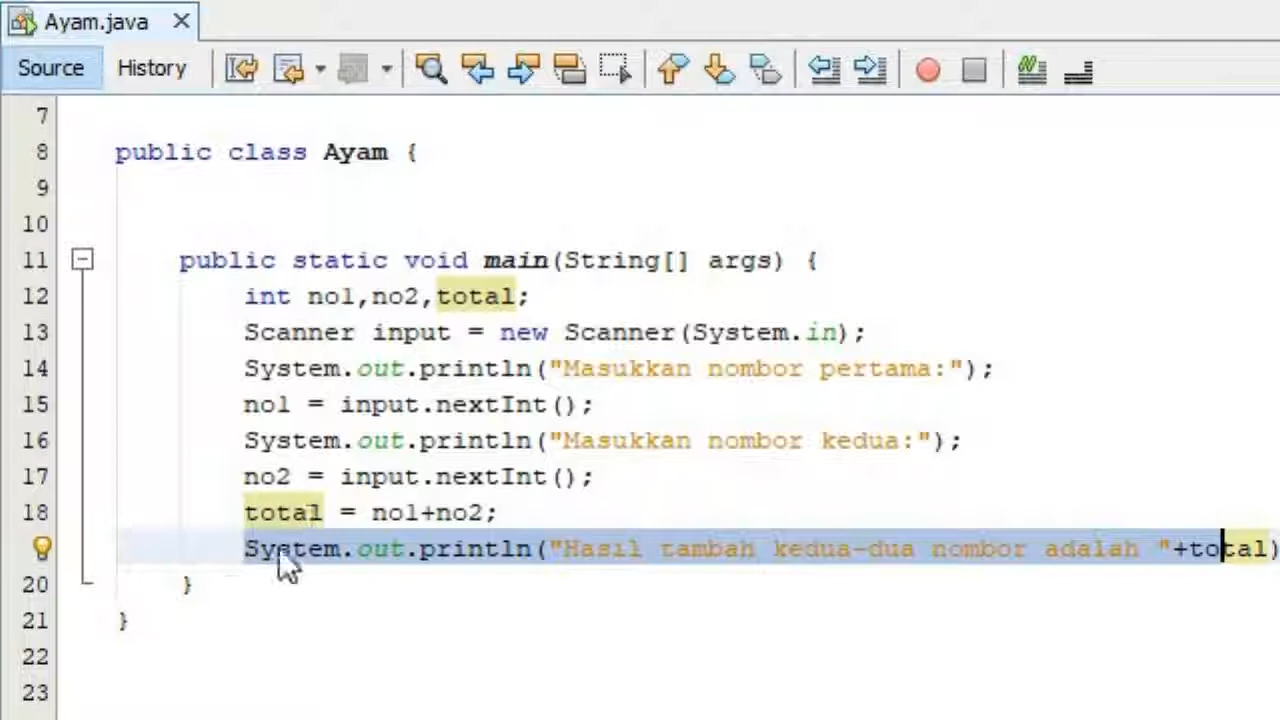 Ayam.java
Source History
7
8 public class Ayam {
9
10
11 public static void main(String[] args) {
12 int no1,no2,total;
13 Scanner input = new Scanner(System.in);
14 System.out.println("Masukkan nombor pertama:");
15 no1 = input.nextInt();
16 System.out.println("Masukkan nombor kedua:");
17 no2 = input.nextInt();
18 total = no1+no2;
System.out.println("Hasil tambah kedua-dua nombor adalah "+total)
20 }
21 }
22
23